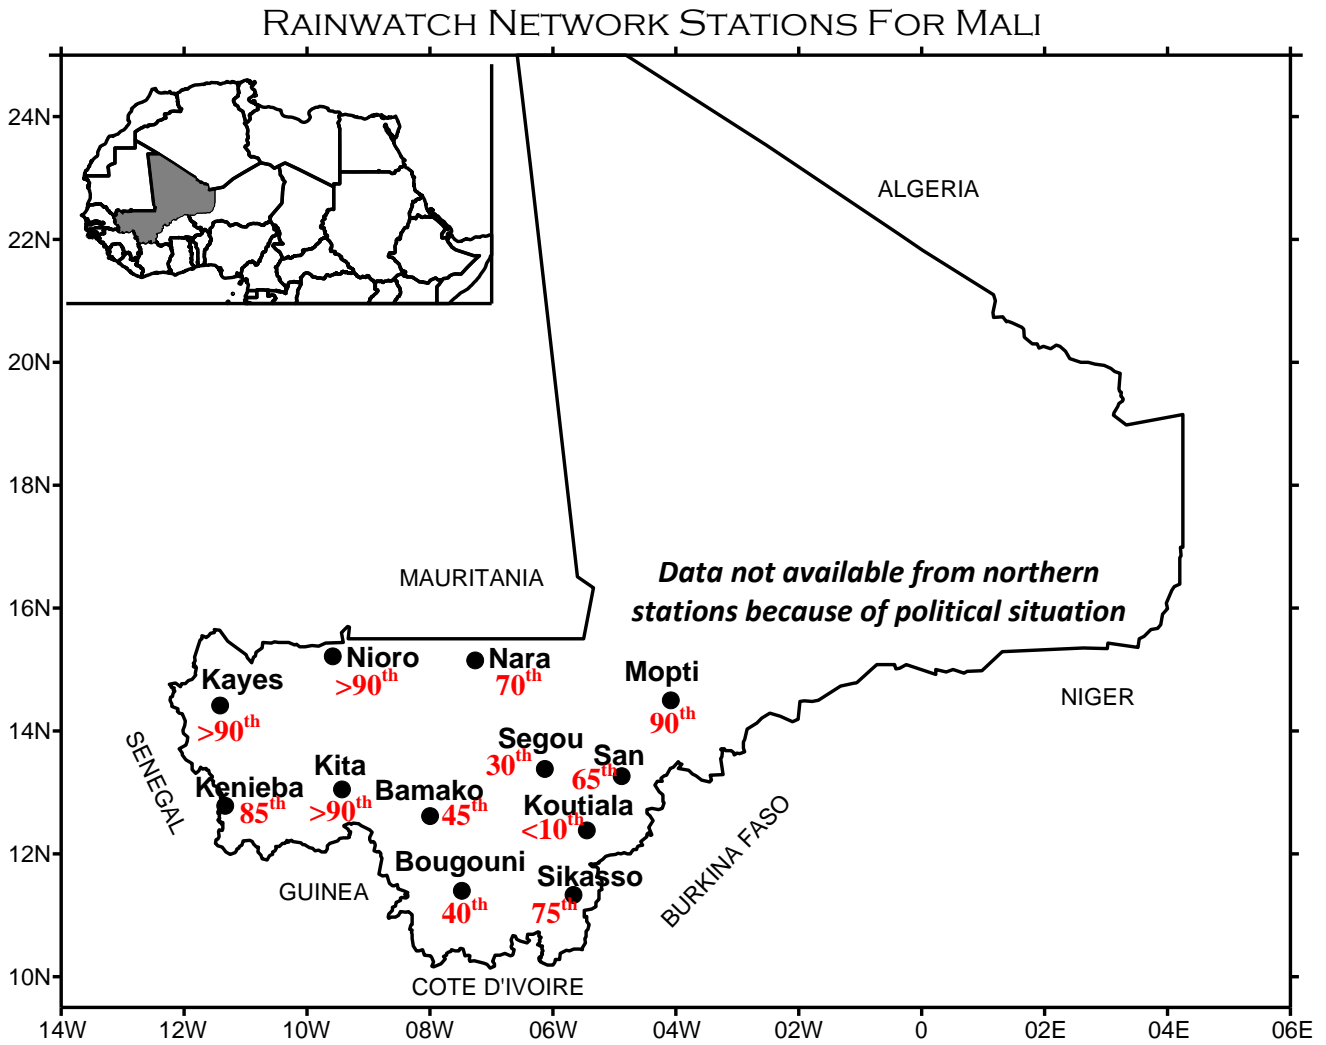 RAINWATCH NETWORK STATIONS FOR MALI
24N
ALGERIA
22N
20N
18N
MAURITANIA
Data not available from northern
stations because of political situation
16N
Nioro
>90th
Nara
70th
Mopti
90th
Kayes
>90th
NIGER
14N
SENEGAL
Segou
30th
San
65th
Kita
>90th
Kenieba
85th
Bamako
45th
Koutiala
<10th
BURKINA FASO
12N
Bougouni
40th
Sikasso
75th
GUINEA
10N
COTE D'IVOIRE
14W 12W 10W 08W 06W 04W 02W 0 02E 04E 06E